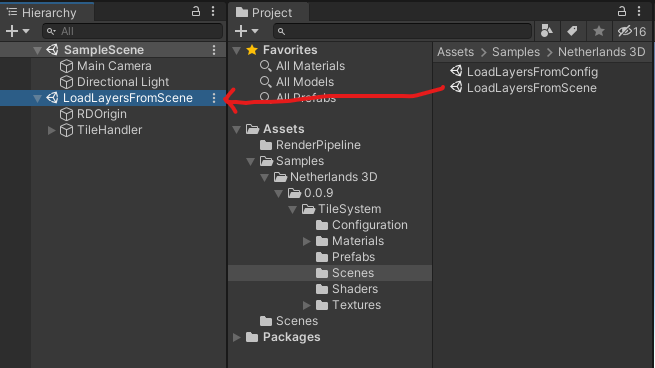 Hierarchy
All
SampleScene
Main Camera
Directional Light
LoadLayersFromScene
RDOrigin
TileHandler
Project
16
Favorites
All Materials
All Models
All Prefabs
Assets
RenderPipeline
Samples
Netherlands 3D
0.0.9
TileSystem
Configuration
Materials
Prefabs
Scenes
Shaders
Textures
Scenes
Packages
Assets > Samples > Netherlands 3D
LoadLayersFromConfig
LoadLayersFromScene